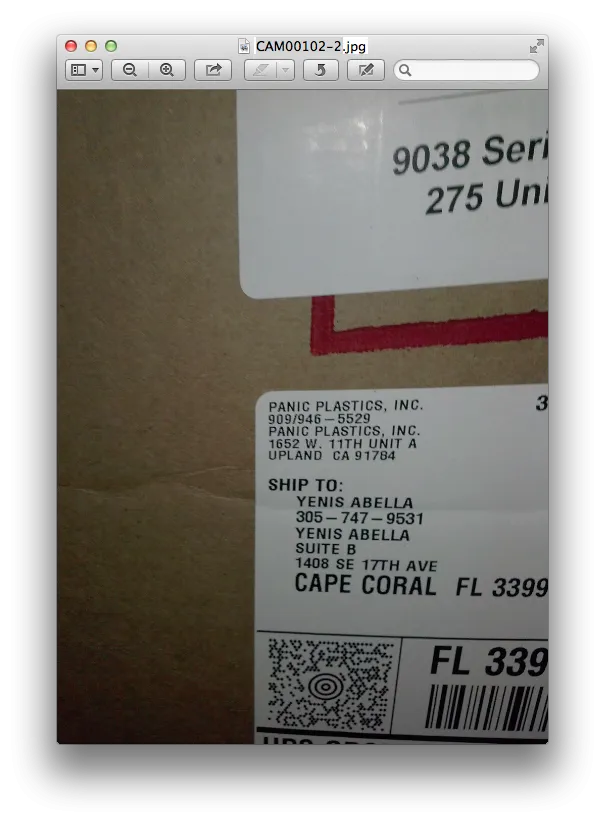 CAM00102-2.jpg
9038 Seri
275 Uni
PANIC PLASTICS, INC.
909/946-5529
PANIC PLASTICS, INC.
1652 W. 11TH UNIT A
UPLAND CA 91784
3
SHIP TO:
YENIS ABELLA
305-747-9531
YENIS ABELLA
SUITE B
1408 SE 17TH AVE
CAPE CORAL FL 3399
FL 339